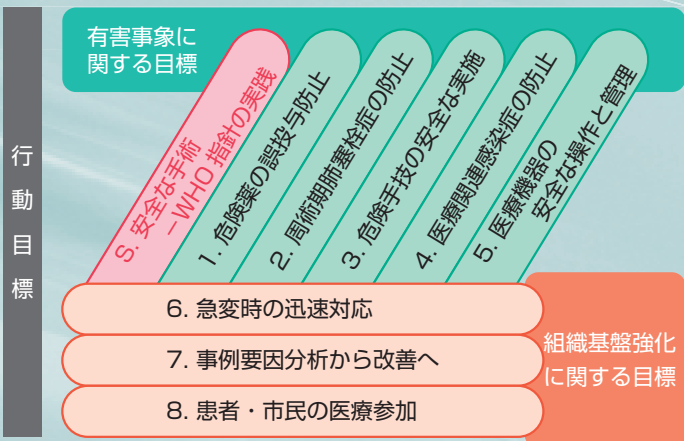 行動目標
有害事象に
関する目標
S. 安全な手術
－WHO 指針の実践
1. 危険薬の誤投与防止
2. 周術期肺塞栓症の防止
3. 危険手技の安全な実施
4. 医療関連感染症の防止
5. 医療機器の
安全な操作と管理
6. 急変時の迅速対応
7. 事例要因分析から改善へ
8. 患者・市民の医療参加
組織基盤強化
に関する目標